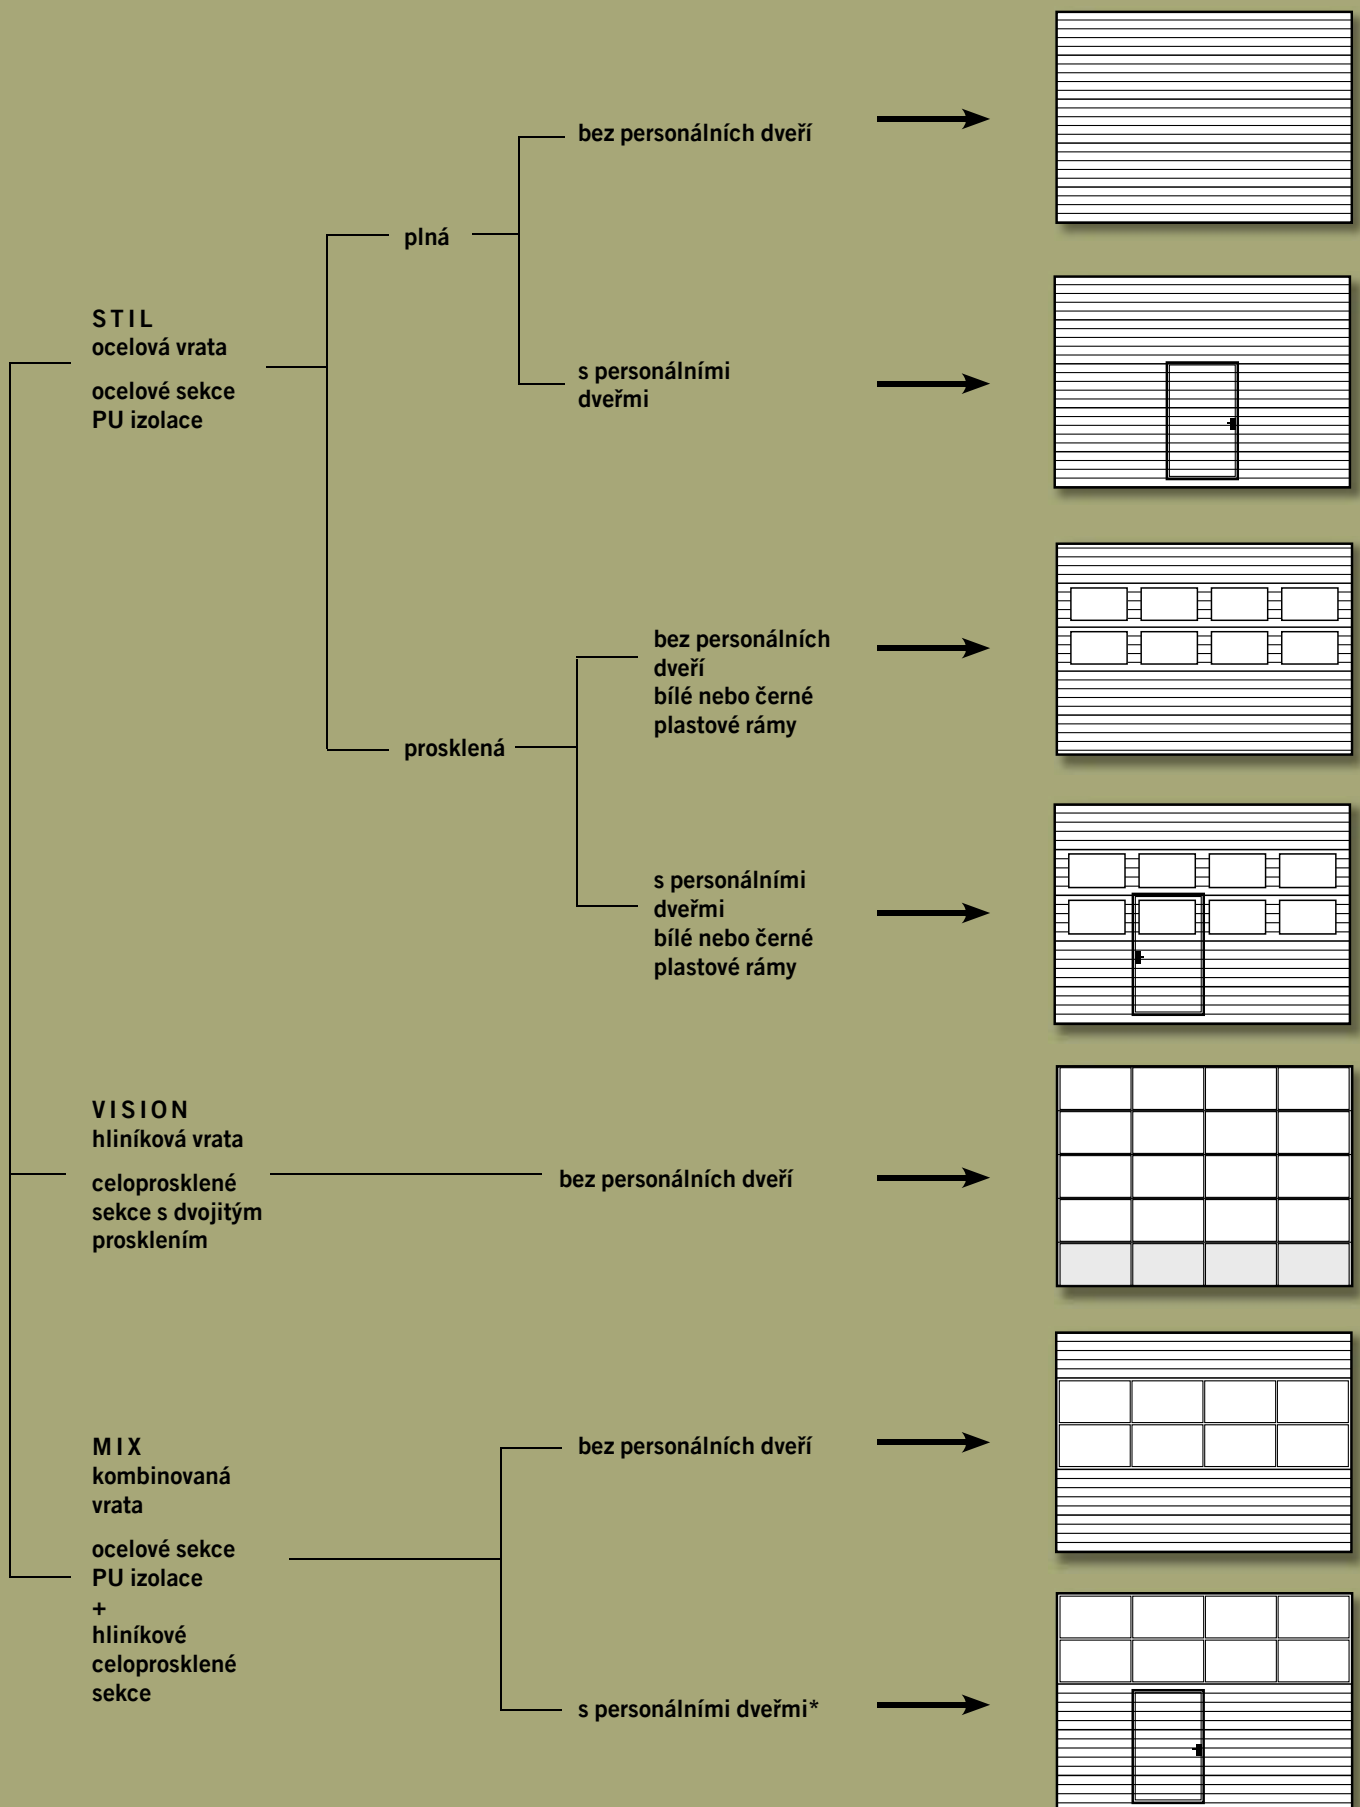 bez personálních dveří
plná
STIL
ocelová vrata
ocelové sekce
PU izolace
s personálními
dveřmi
bez personálních
dveří
bílé nebo černé
plastové rámy
prosklená
s personálními
dveřmi
bílé nebo černé
plastové rámy
VISION
hliníková vrata
celoprosklené
sekce s dvojitým
prosklením
bez personálních dveří
MIX
kombinovaná
vrata
ocelové sekce
PU izolace
+
hliníkové
celoprosklené
sekce
bez personálních dveří
s personálními dveřmi*